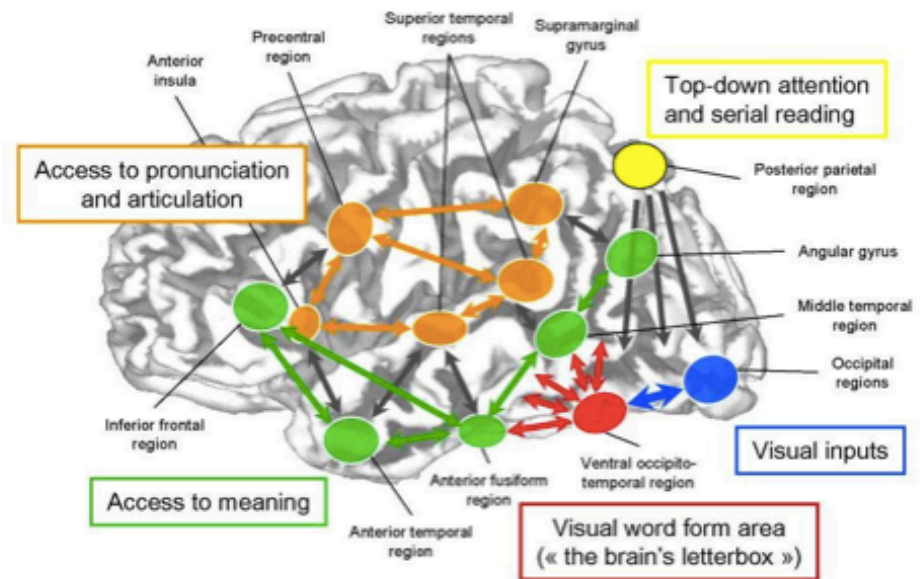 Superior temporal
regions
Supramarginal
gyrus
Precentral
region
Anterior
insula
Top-down attention
and serial reading
Access to pronunciation
and articulation
Posterior parietal
region
Angular gyrus
Middle temporal
region
Occipital
regions
Inferior frontal
region
Visual inputs
Ventral occipito-
temporal region
Anterior fusiform
region
Access to meaning
Anterior temporal
region
Visual word form area
(« the brain's letterbox »)